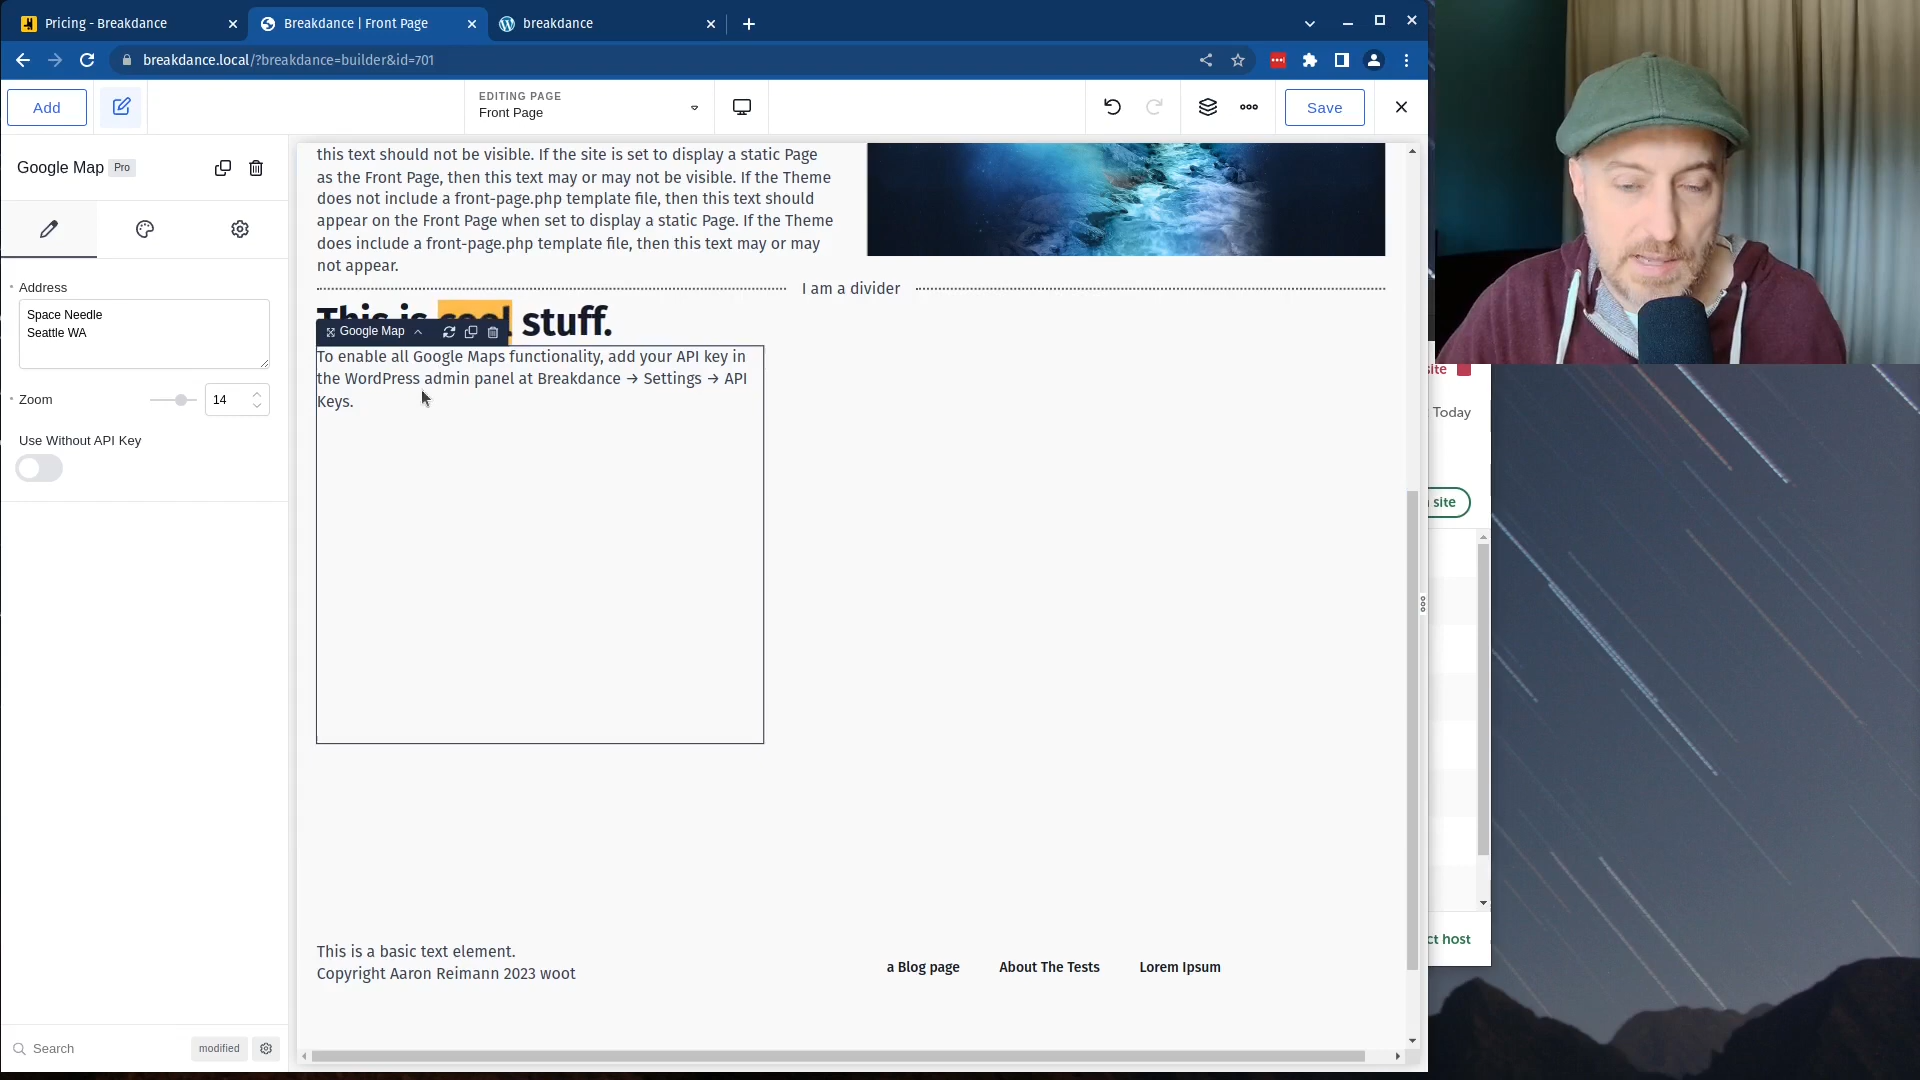 Pricing - Breakdance
Breakdance | Front Page
breakdance
breakdance.local/?breakdance=builder&id=701
Add
EDITING PAGE
Front Page
Save
Google Map
Pro
Address
Space Needle
Seattle WA
Zoom
14
Use Without API Key
this text should not be visible. If the site is set to display a static Page
as the Front Page, then this text may or may not be visible. If the Theme
does not include a front-page.php template file, then this text should
appear on the Front Page when set to display a static Page. If the Theme
does include a front-page.php template file, then this text may or may
not appear.
I am a divider
This is cool stuff.
Google Map
To enable all Google Maps functionality, add your API key in
the WordPress admin panel at Breakdance → Settings → API
Keys.
This is a basic text element.
Copyright Aaron Reimann 2023 woot
a Blog page
About The Tests
Lorem Ipsum
Search
modified
site
Today
site
ct host